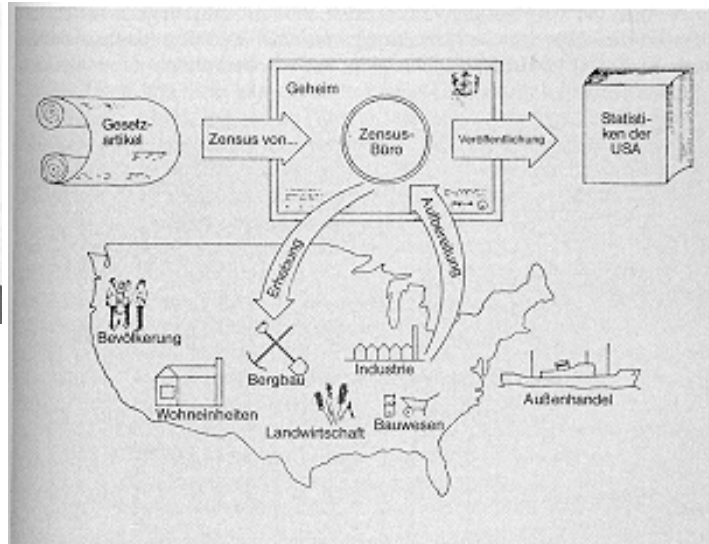 Geheim
Gesetz-
artikel
Zensus von...
Zensus-
Büro
Veröffentlichung
Statisti-
ken der
USA
Erhebung
Aufbereitung
Bevölkerung
Bergbau
Industrie
Wohneinheiten
Landwirtschaft
Bauwesen
Außenhandel